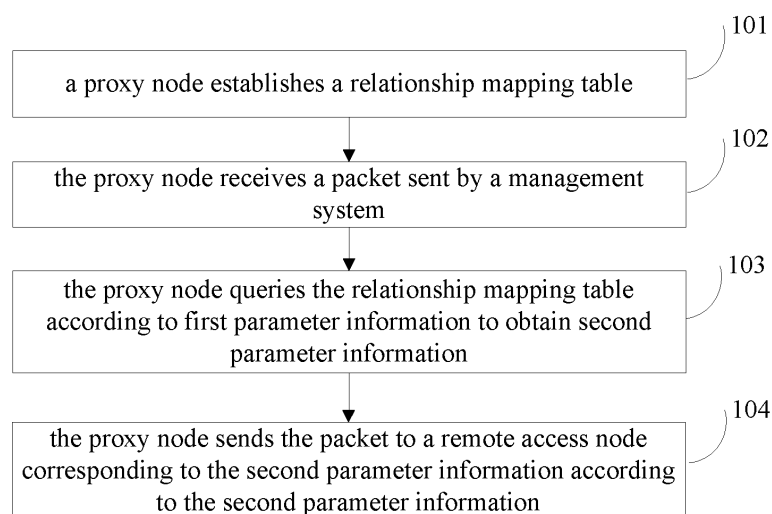 101
a proxy node establishes a relationship mapping table
102
the proxy node receives a packet sent by a management
system
103
the proxy node queries the relationship mapping table
according to first parameter information to obtain second
parameter information
104
the proxy node sends the packet to a remote access node
corresponding to the second parameter information according
to the second parameter information